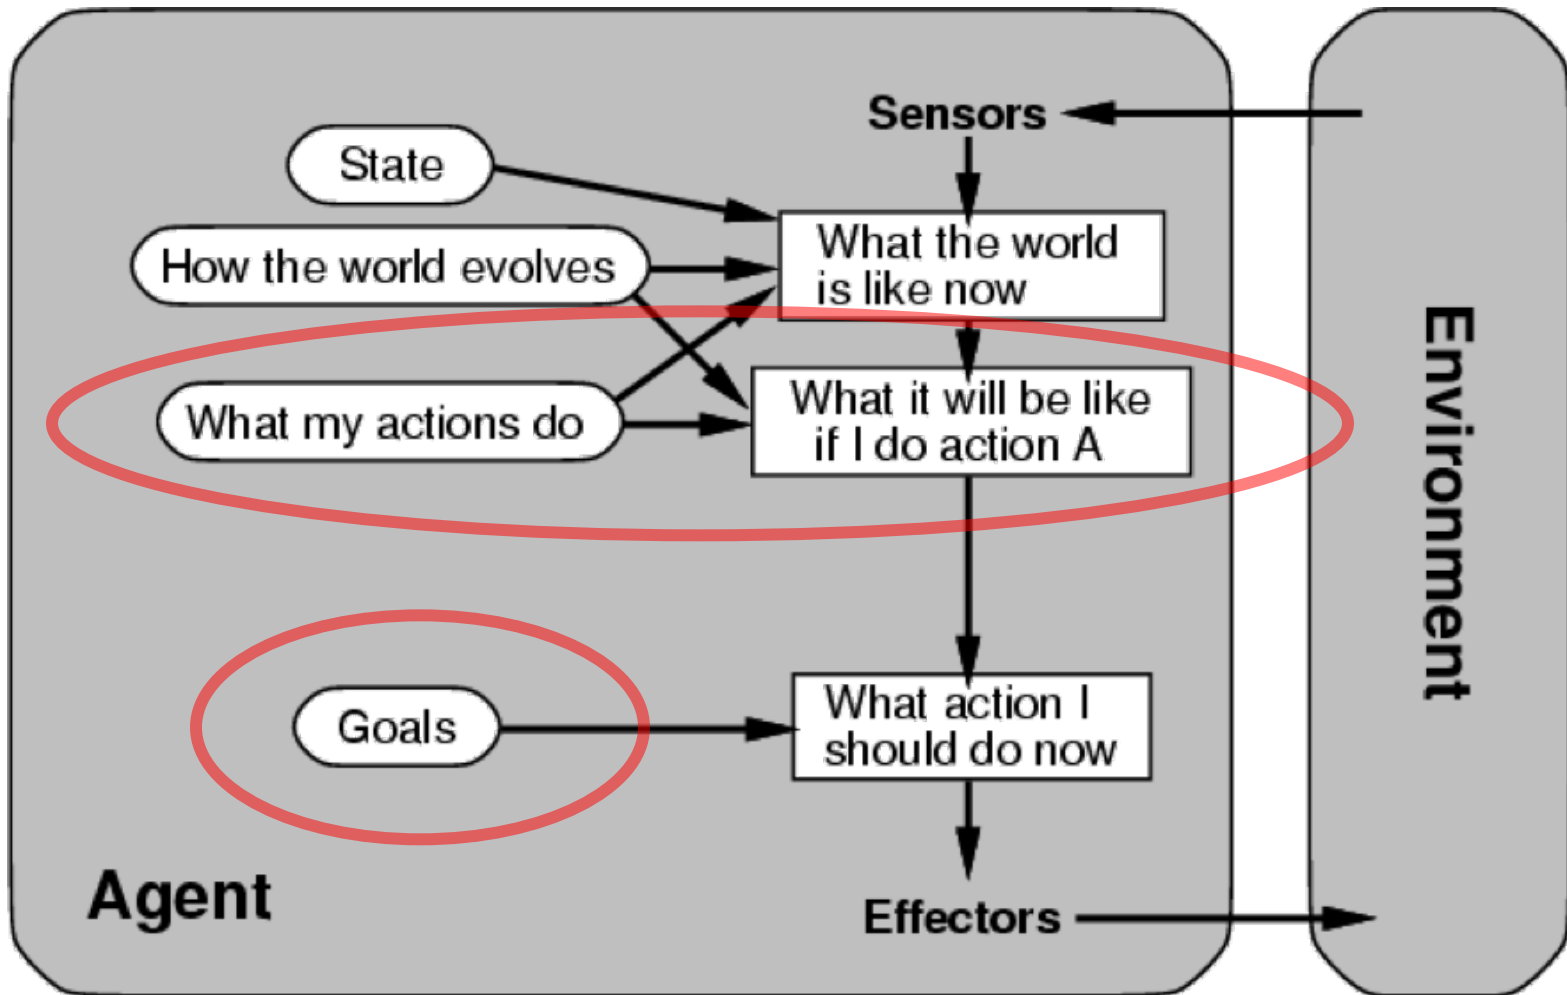 Sensors
State
What the world
is like now
How the world evolves
What my actions do
What it will be like
if I do action A
Goals
What action I
should do now
Agent
Effectors
Environment